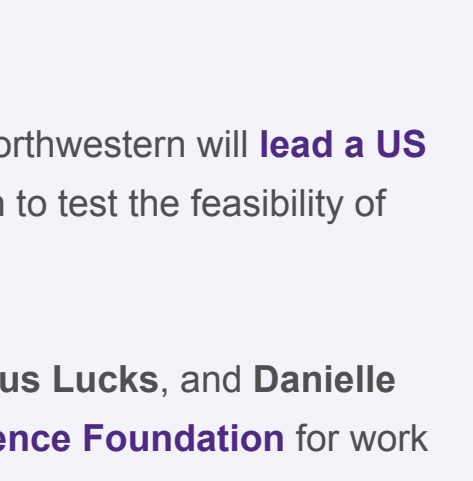 orthwestern will lead a US
to test the feasibility of
us Lucks, and Danielle
ence Foundation for work